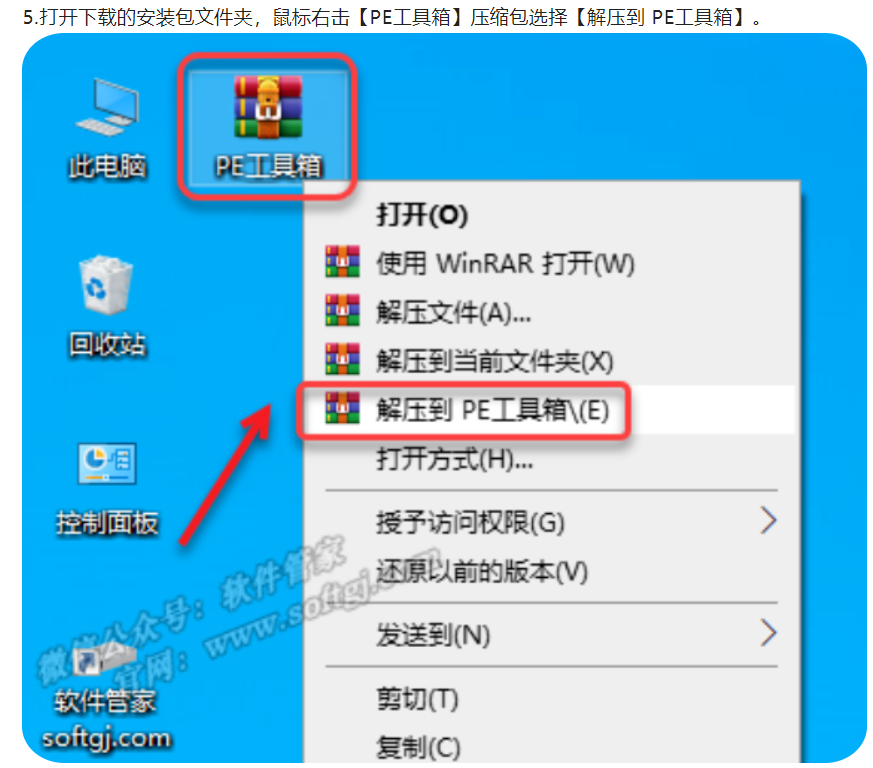 5.打开下载的安装包文件夹，鼠标右击【PE工具箱】压缩包选择【解压到 PE工具箱】。
此电脑
PE工具箱
打开(O)
使用 WinRAR 打开(W)
解压文件(A)...
解压到当前文件夹(X)
回收站
解压到 PE工具箱\(E)
打开方式(H)...
控制面板
授予访问权限(G)
还原以前的版本(V)
微信公众号：软件管家
官网：www.softgj.com
发送到(N)
软件管家
softgj.com
剪切(T)
复制(C)